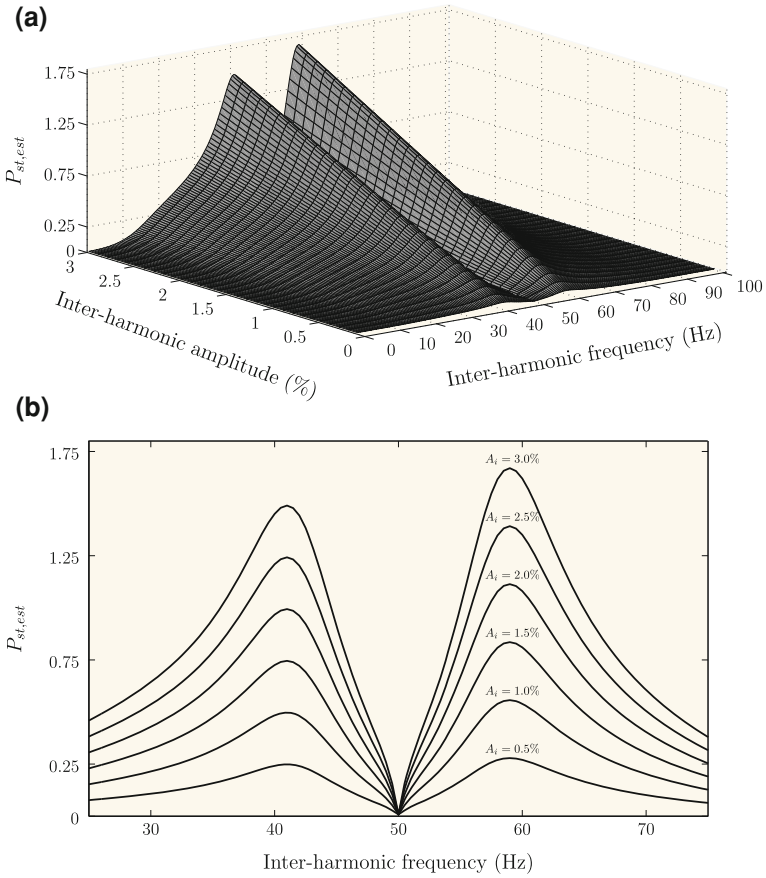 (a)
1.75
1.25
0.75
0.25
0
P_{st,est}
3
2.5
2
1.5
1
0.5
0
Inter-harmonic amplitude (%)
0
10
20
30
40
50
60
70
80
90
100
Inter-harmonic frequency (Hz)
(b)
1.75
1.25
0.75
0.25
0
P_{st,est}
A_i = 3.0%
A_i = 2.5%
A_i = 2.0%
A_i = 1.5%
A_i = 1.0%
A_i = 0.5%
30
40
50
60
70
Inter-harmonic frequency (Hz)